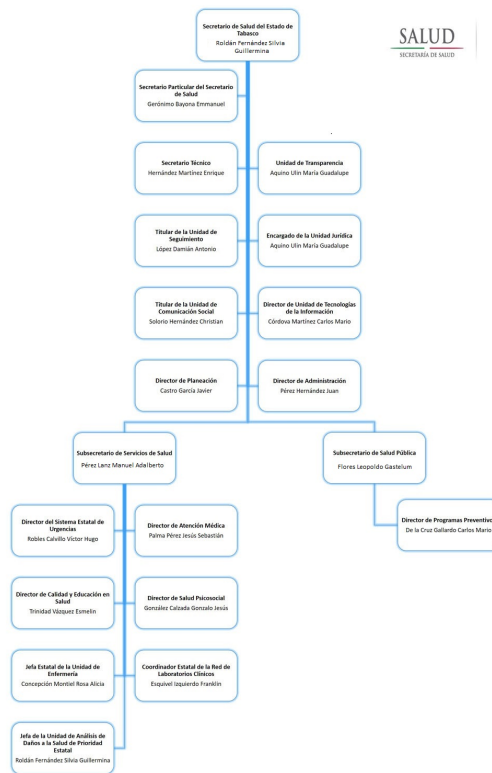 Secretario de Salud del Estado de
Tabasco
Roldán Fernández Silvia
Guillermina
SALUD
SECRETARÍA DE SALUD
Secretario Particular del Secretario
de Salud
Gerónimo Bayona Emmanuel
Secretario Técnico
Hernández Martínez Enrique
Unidad de Transparencia
Aquino Ulin María Guadalupe
Titular de la Unidad de
Seguimiento
López Damián Antonio
Encargado de la Unidad Jurídica
Aquino Ulin María Guadalupe
Titular de la Unidad de
Comunicación Social
Solorio Hernández Christian
Director de Unidad de Tecnologías
de la Información
Córdova Martínez Carlos Mario
Director de Planeación
Castro García Javier
Director de Administración
Pérez Hernández Juan
Subsecretario de Servicios de Salud
Pérez Lanz Manuel Adalberto
Subsecretario de Salud Pública
Flores Leopoldo Gastelum
Director del Sistema Estatal de
Urgencias
Robles Calvillo Víctor Hugo
Director de Atención Médica
Palma Pérez Jesús Sebastián
Director de Programas Preventivo
De la Cruz Gallardo Carlos Mario
Director de Calidad y Educación en
Salud
Trinidad Vázquez Esmelin
Director de Salud Psicosocial
González Calzada Gonzalo Jesús
Jefa Estatal de la Unidad de
Enfermería
Concepción Montiel Rosa Alicia
Coordinador Estatal de la Red de
Laboratorios Clínicos
Esquivel Izquierdo Franklin
Jefa de la Unidad de Análisis de
Daños a la Salud de Prioridad
Estatal
Roldán Fernández Silvia Guillermina